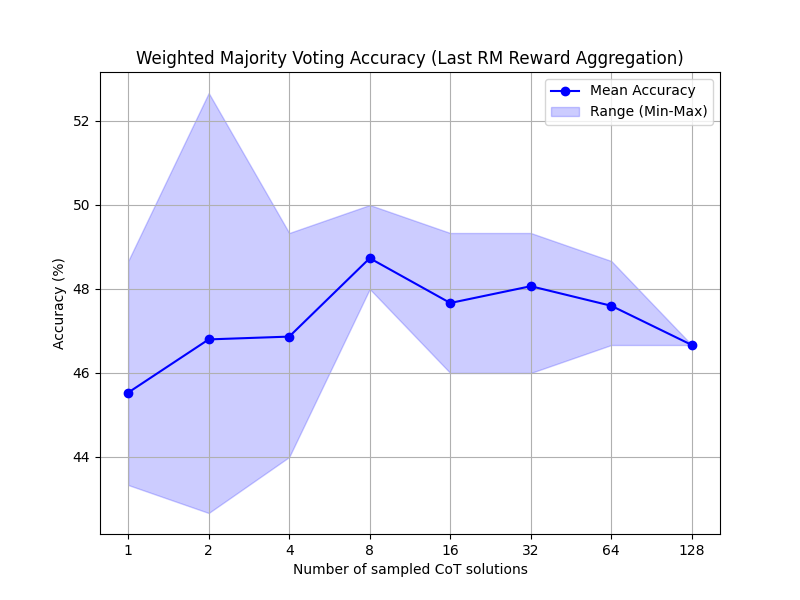 Weighted Majority Voting Accuracy (Last RM Reward Aggregation)
Mean Accuracy
Range (Min-Max)
Accuracy (%)
52
50
48
46
44
1 2 4 8 16 32 64 128
Number of sampled CoT solutions